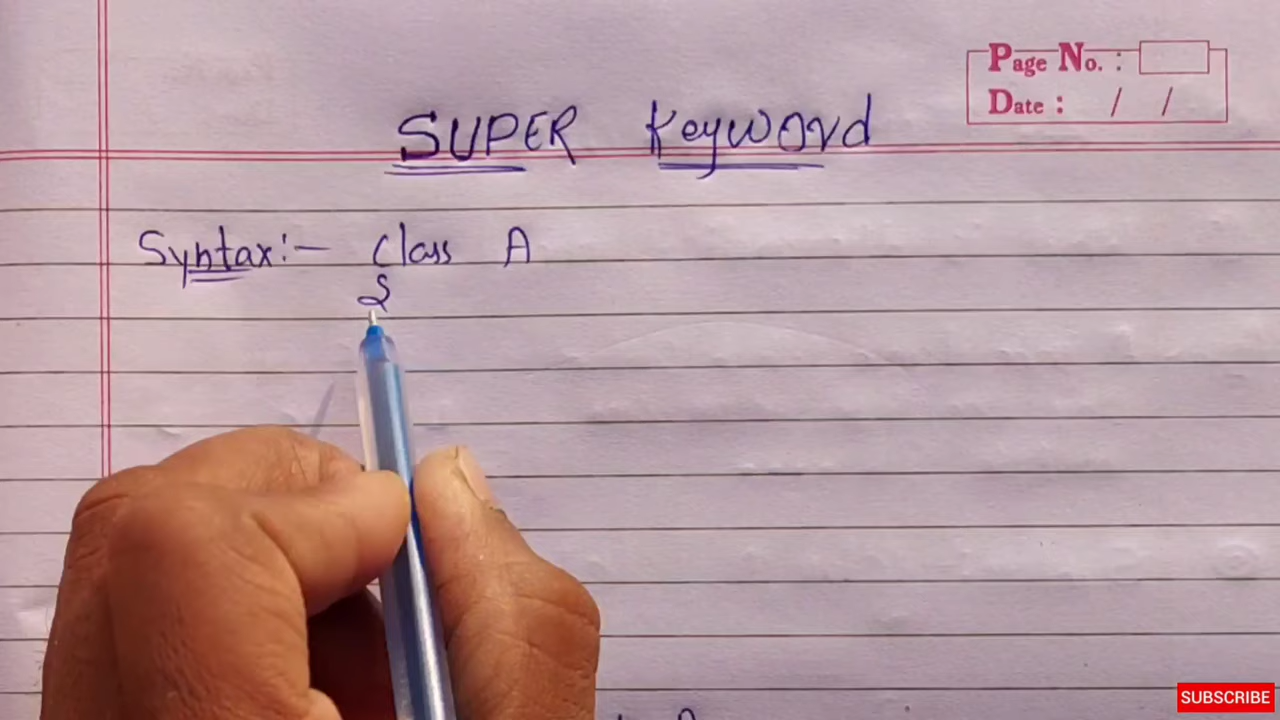 Page No. :
Date : / /
SUPER Keyword
Syntax:- Class A
{
SUBSCRIBE